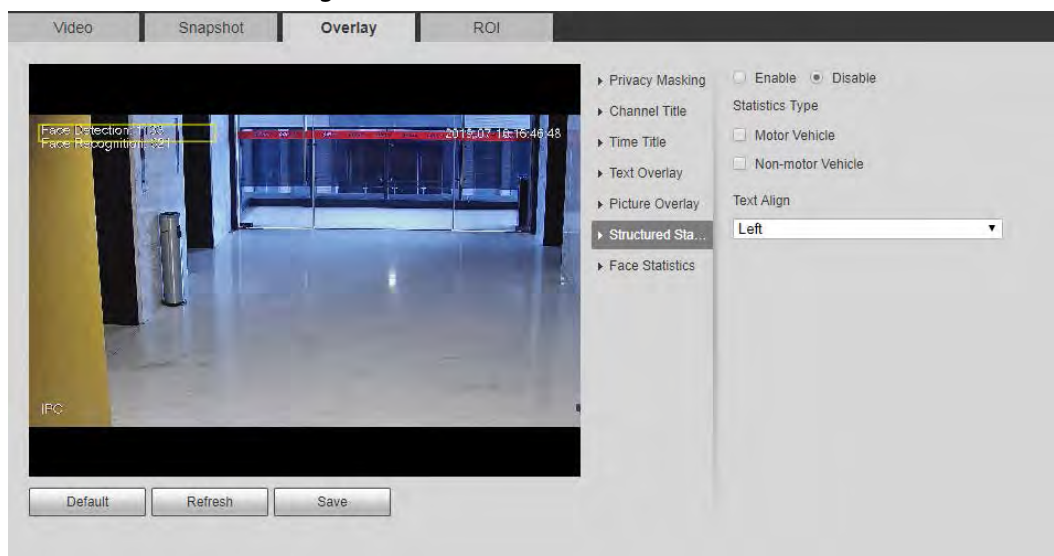 Video Snapshot Overlay ROI
Privacy Masking
Channel Title
Time Title
Text Overlay
Picture Overlay
Structured Sta...
Face Statistics
Enable Disable
Statistics Type
Motor Vehicle
Non-motor Vehicle
Text Align
Left
Face Detection:
Face Recognition:
IPC
Default Refresh Save